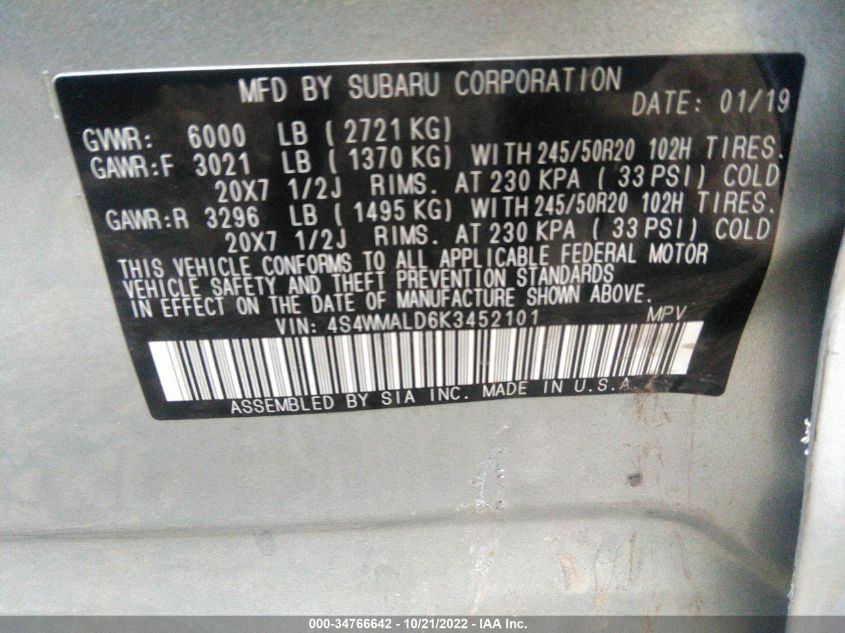 MFD BY SUBARU CORPORATION DATE: 01/19
GVWR: 6000 LB ( 2721 KG)
GAWR:F 3021 LB ( 1370 KG) WITH 245/50R20 102H TIRES.
20X7 1/2J RIMS. AT 230 KPA ( 33 PSI) COLD
GAWR:R 3296 LB ( 1495 KG) WITH 245/50R20 102H TIRES.
20X7 1/2J RIMS. AT 230 KPA ( 33 PSI) COLD
THIS VEHICLE CONFORMS TO ALL APPLICABLE FEDERAL MOTOR
VEHICLE SAFETY AND THEFT PREVENTION STANDARDS
IN EFFECT ON THE DATE OF MANUFACTURE SHOWN ABOVE.
VIN: 4S4WMALD6K3452101 MPV
ASSEMBLED BY SIA INC. MADE IN U.S.A.
000-34766642 - 10/21/2022 - IAA Inc.